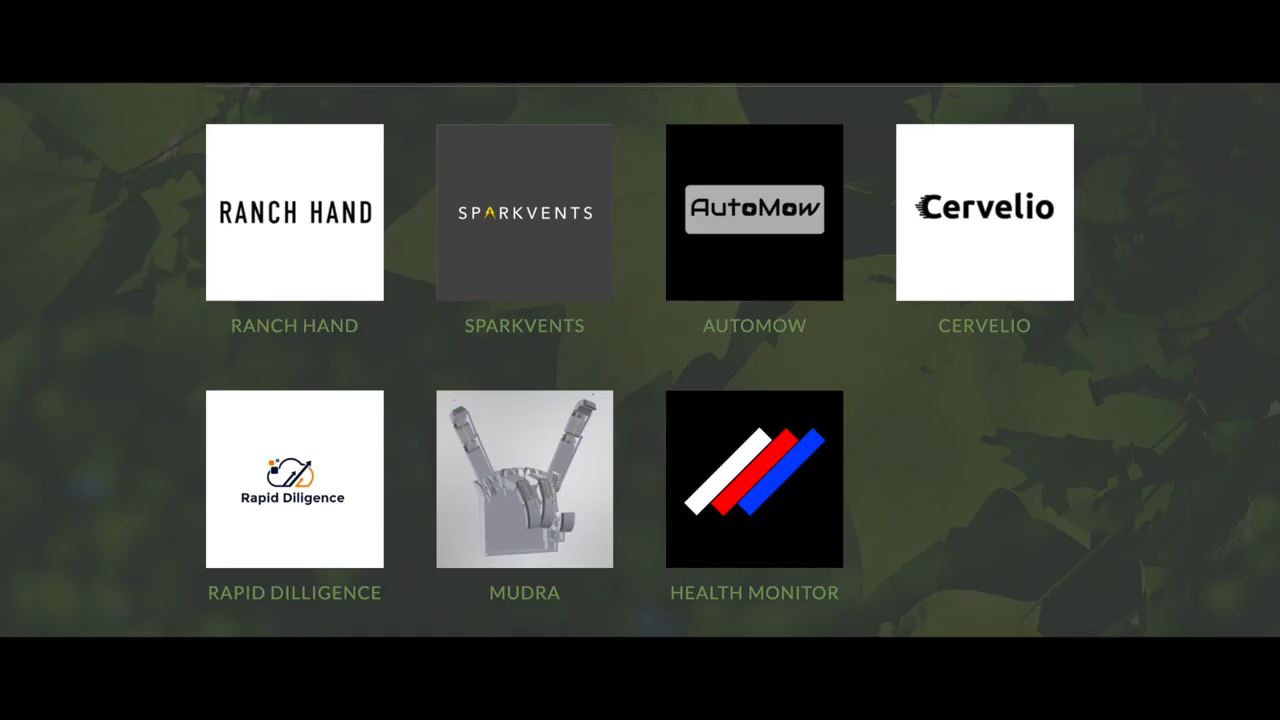 RANCH HAND
SPARKVENTS
AutoMow
Cervelio
RANCH HAND
SPARKVENTS
AUTOMOW
CERVELIO
Rapid Diligence
RAPID DILLIGENCE
MUDRA
HEALTH MONITOR